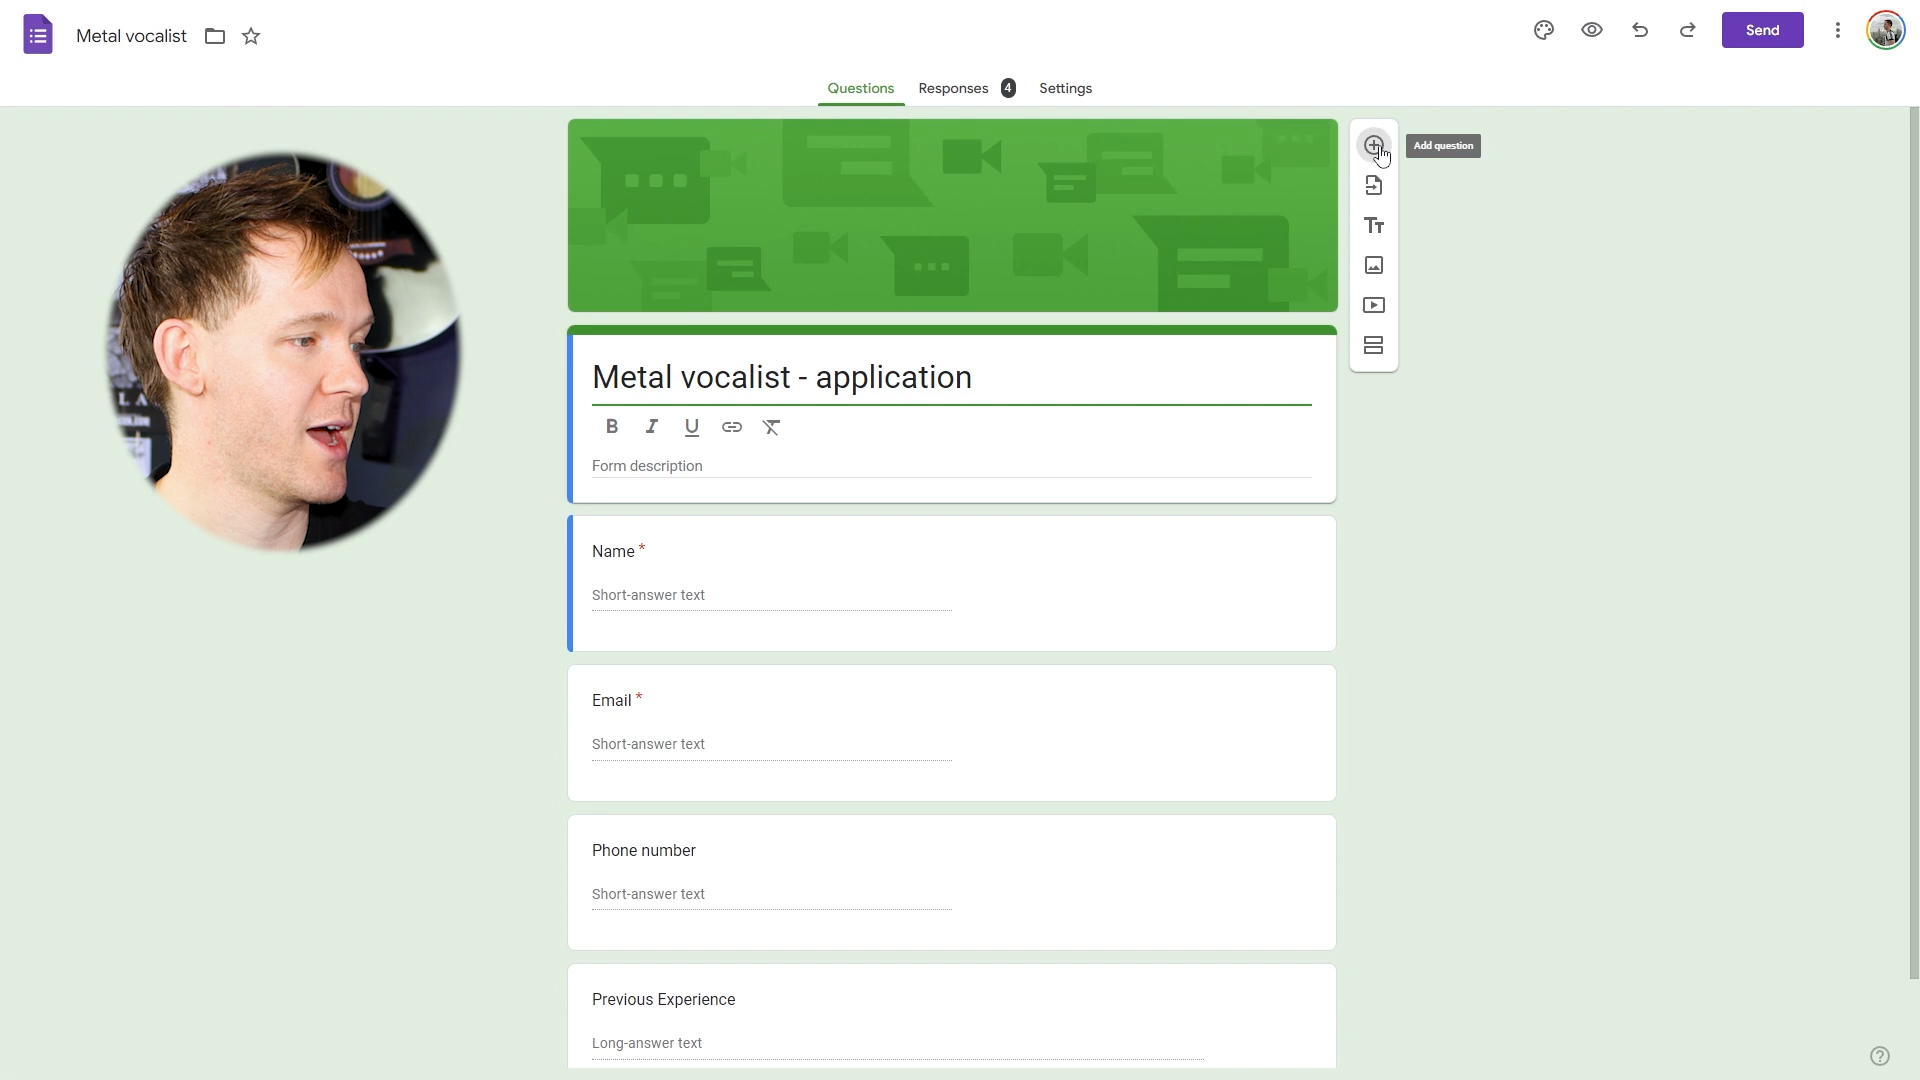 Metal vocalist
Send
Questions
Responses 4
Settings
Add question
Metal vocalist - application
B I U
Form description
Name *
Short-answer text
Email *
Short-answer text
Phone number
Short-answer text
Previous Experience
Long-answer text